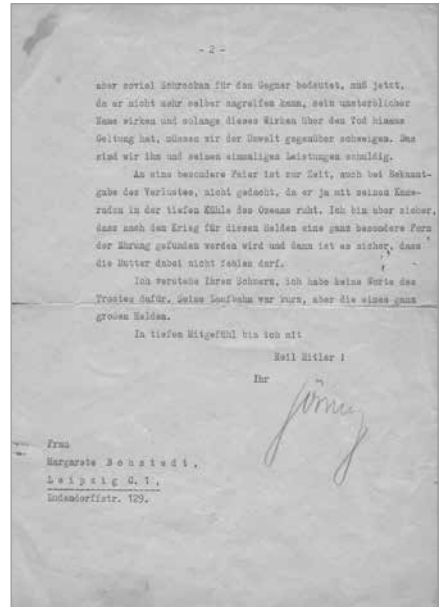 - 2 -
aber soviel Schrecken für den Gegner bedeutet, muß jetzt,
da er nicht mehr selber angreifen kann, sein unsterblicher
Name wirken und solange dieses Wirken über den Tod hinaus
Geltung hat, müssen wir der Umwelt gegenüber schweigen. Das
sind wir ihm und seinen einmaligen Leistungen schuldig.
An eine besondere Feier ist zur Zeit, auch bei Bekannt-
gabe des Verlustes, nicht gedacht, da er ja mit seinen Kame-
raden in der tiefen Kühle des Ozeans ruht. Ich bin aber sicher,
dass nach dem Krieg für diesen Helden eine ganz besondere Form
der Ehrung gefunden werden wird und dann ist es sicher, dass
die Mutter dabei nicht fehlen darf.
Ich verstehe Ihren Schmerz, ich habe keine Worte des
Trostes dafür. Seine Laufbahn war kurz, aber die eines ganz
großen Helden.
In tiefem Mitgefühl bin ich mit
Heil Hitler !
Ihr
Frau
Margarete Bohstedt,
Leipzig C. 1,
Ludendorffstr. 129.